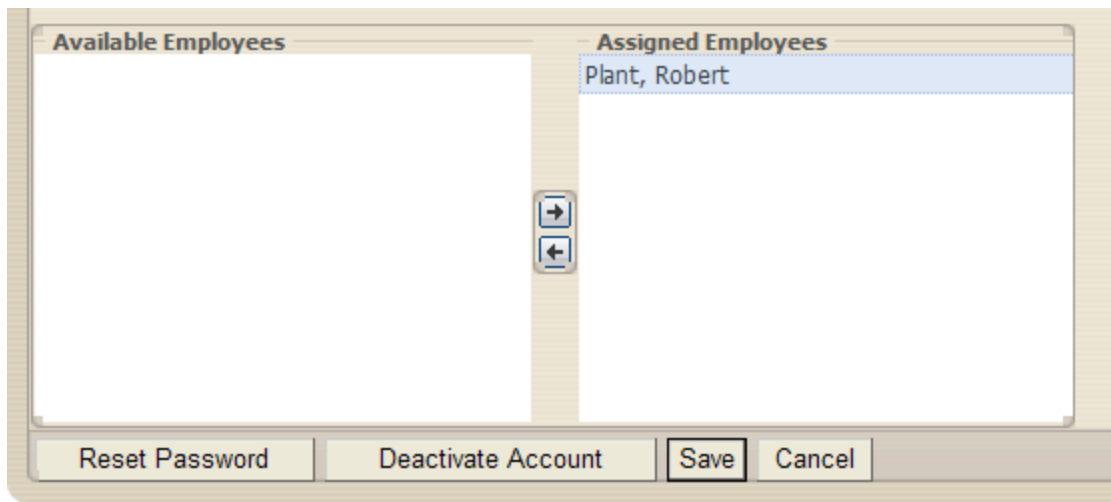 Available Employees
Assigned Employees
Plant, Robert
Reset Password
Deactivate Account
Save
Cancel